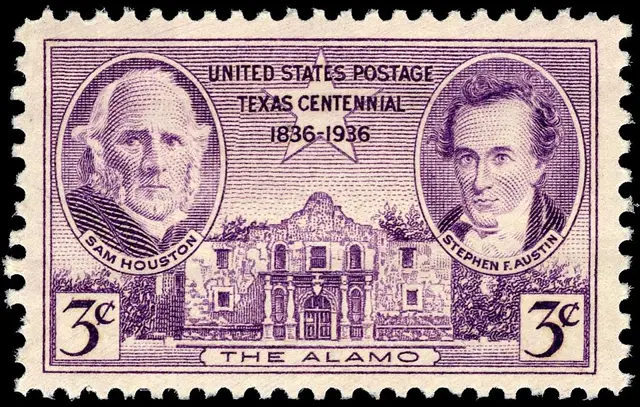 UNITED STATES POSTAGE
TEXAS CENTENNIAL
1836-1936
SAM HOUSTON
STEPHEN F. AUSTIN
3¢
THE ALAMO
3¢